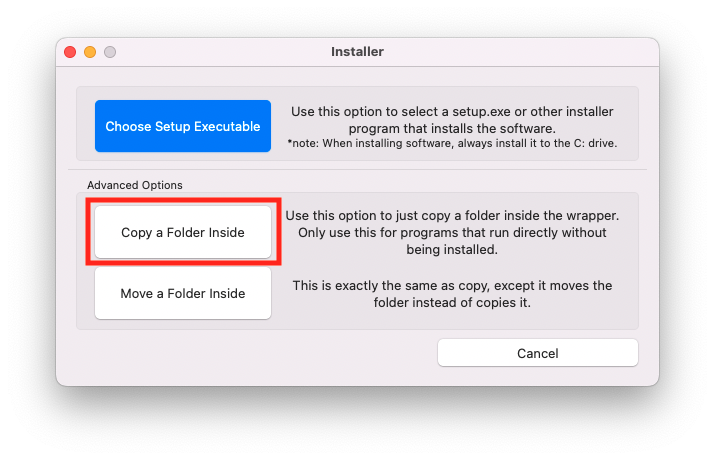 Installer
Choose Setup Executable
Use this option to select a setup.exe or other installer
program that installs the software.
*note: When installing software, always install it to the C: drive.
Advanced Options
Copy a Folder Inside
Use this option to just copy a folder inside the wrapper.
Only use this for programs that run directly without
being installed.
Move a Folder Inside
This is exactly the same as copy, except it moves the
folder instead of copies it.
Cancel